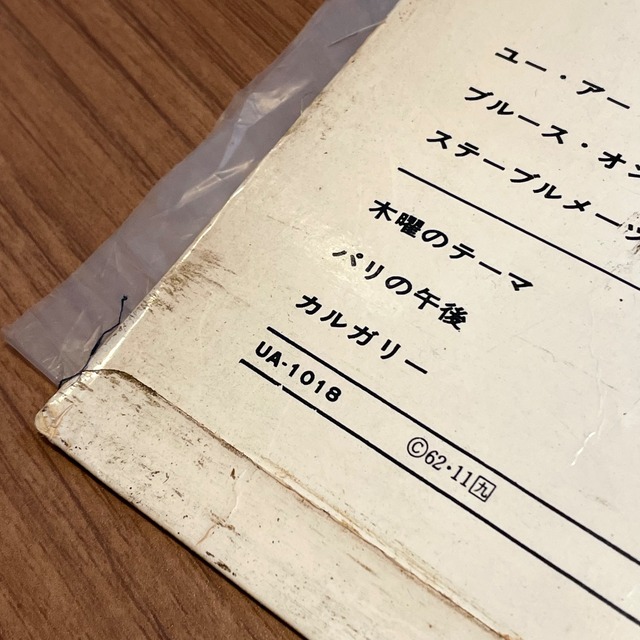 ユー・アー
ブルース・オン
ステーブルメーツ
木曜のテーマ
パリの午後
カルガリー
UA-1018
©62・11 九